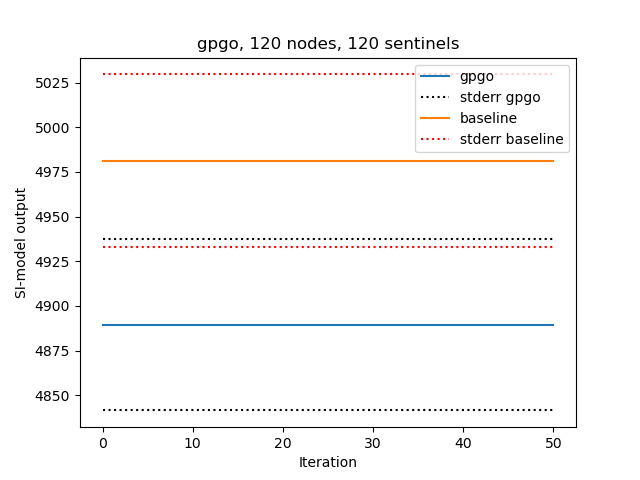 gpgo, 120 nodes, 120 sentinels
gpgo
stderr gpgo
baseline
stderr baseline
SI-model output
5025
5000
4975
4950
4925
4900
4875
4850
0 10 20 30 40 50
Iteration